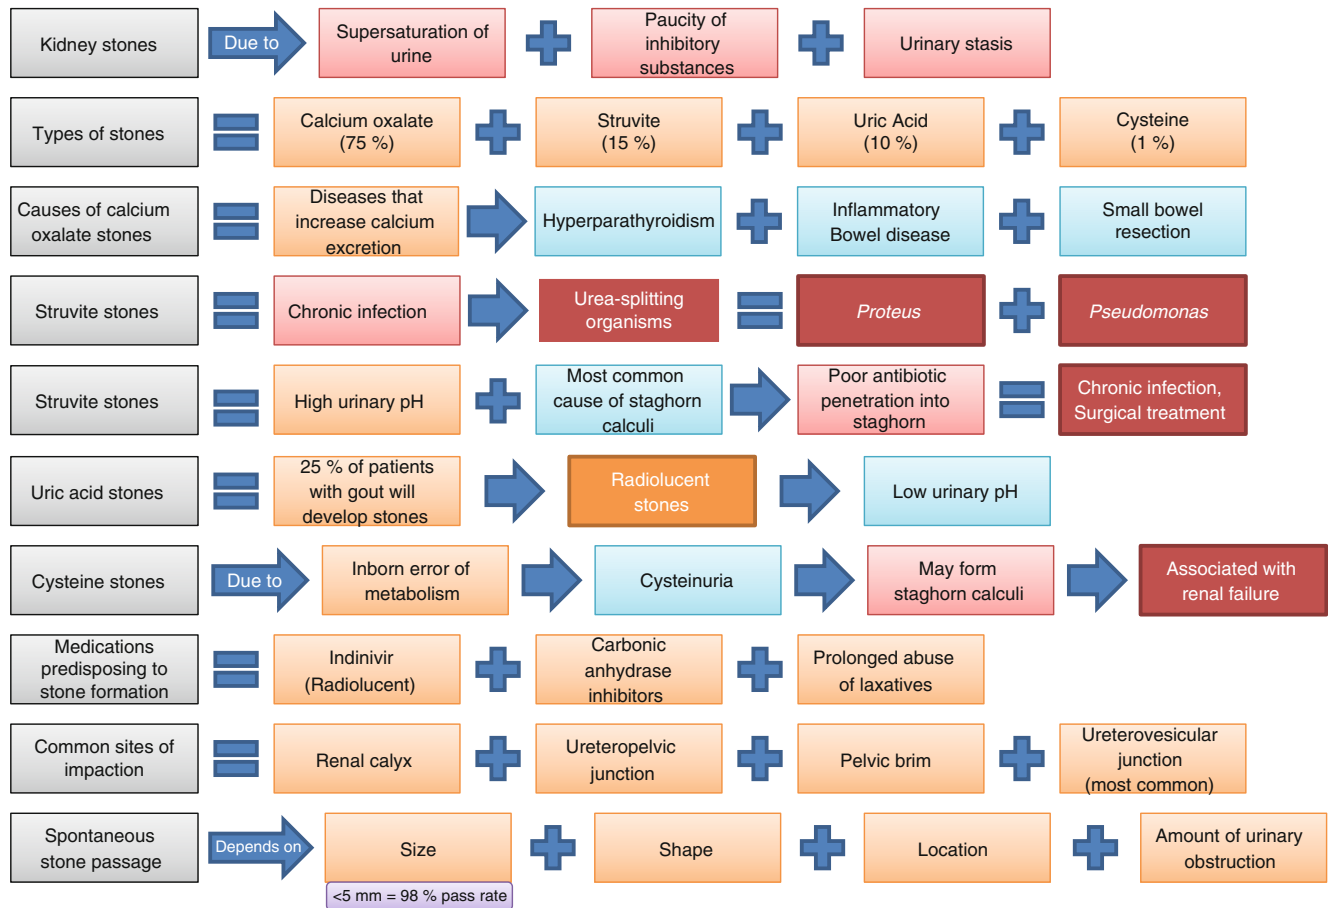 Kidney stones
Due to
Supersaturation of
urine
Paucity of
inhibitory
substances
Urinary stasis
Types of stones
Calcium oxalate
(75 %)
Struvite
(15 %)
Uric Acid
(10 %)
Cysteine
(1 %)
Causes of calcium
oxalate stones
Diseases that
increase calcium
excretion
Hyperparathyroidism
Inflammatory
Bowel disease
Small bowel
resection
Struvite stones
Chronic infection
Urea-splitting
organisms
Proteus
Pseudomonas
Struvite stones
High urinary pH
Most common
cause of staghorn
calculi
Poor antibiotic
penetration into
staghorn
Chronic infection,
Surgical treatment
Uric acid stones
25 % of patients
with gout will
develop stones
Radiolucent
stones
Low urinary pH
Cysteine stones
Due to
Inborn error of
metabolism
Cysteinuria
May form
staghorn calculi
Associated with
renal failure
Medications
predisposing to
stone formation
Indinivir
(Radiolucent)
Carbonic
anhydrase
inhibitors
Prolonged abuse
of laxatives
Common sites of
impaction
Renal calyx
Ureteropelvic
junction
Pelvic brim
Ureterovesicular
junction
(most common)
Spontaneous
stone passage
Depends on
Size
<5 mm = 98 % pass rate
Shape
Location
Amount of urinary
obstruction